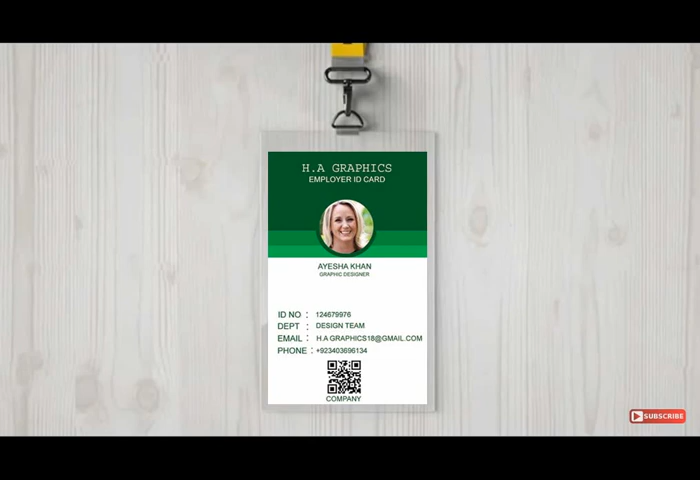 H.A GRAPHICS
EMPLOYER ID CARD
AYESHA KHAN
GRAPHIC DESIGNER
ID NO : 124679976
DEPT : DESIGN TEAM
EMAIL : H.A GRAPHICS18@GMAIL.COM
PHONE : +923403696134
COMPANY
SUBSCRIBE